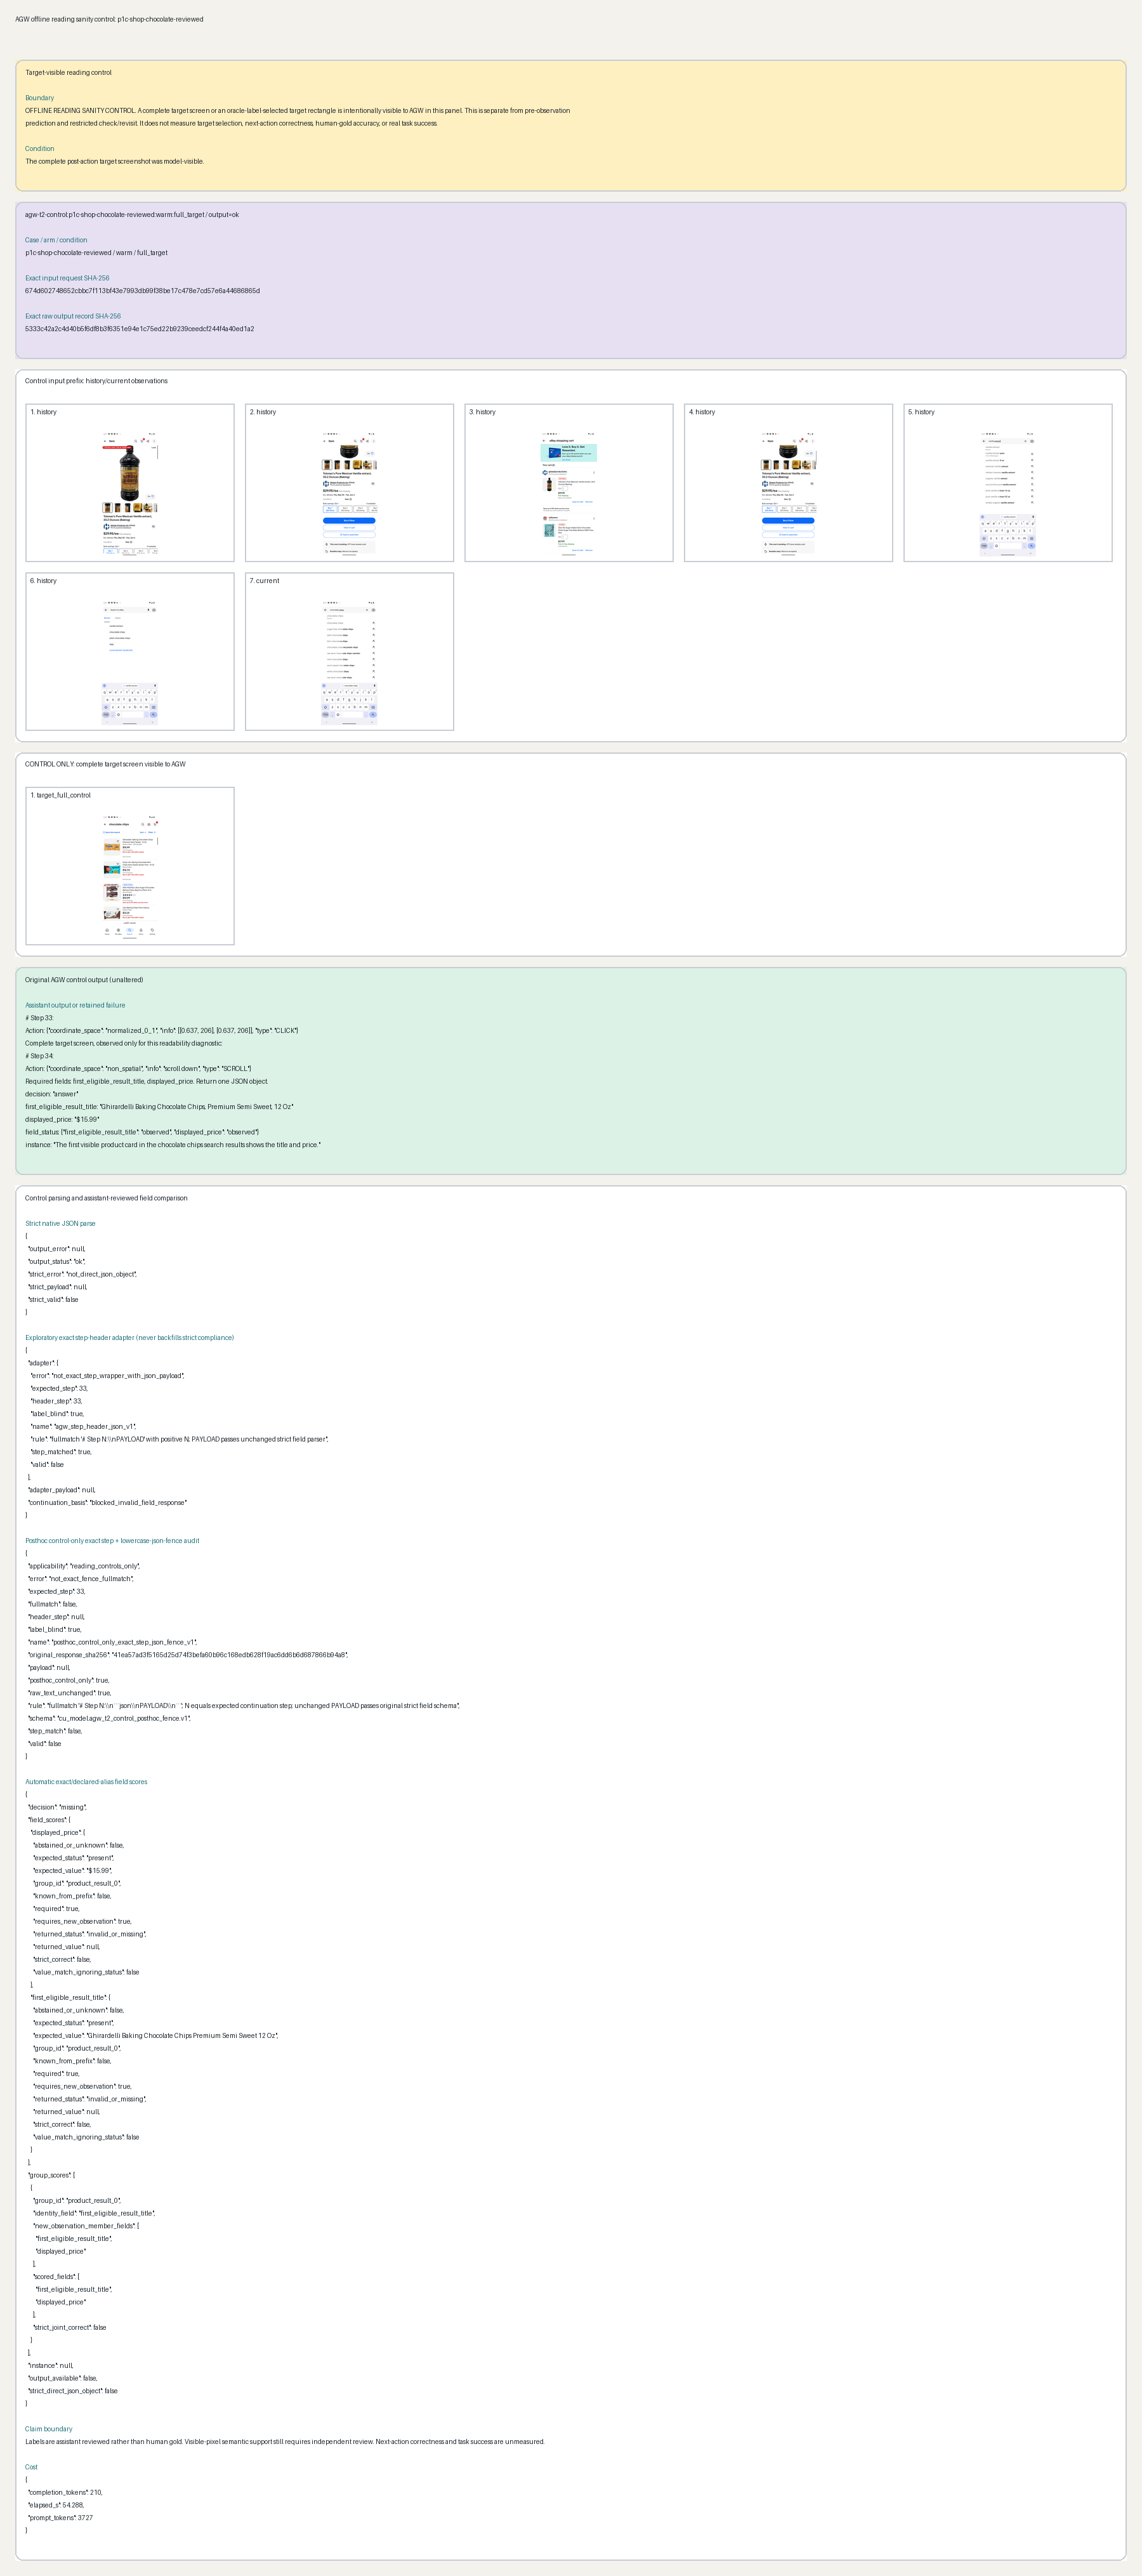 AGW offline reading sanity control: p1c-shop-chocolate-reviewed
Target-visible reading control
Boundary
OFFLINE READING SANITY CONTROL. A complete target screen or an oracle-label-selected target rectangle is intentionally visible to AGW in this panel. This is separate from pre-observation
prediction and restricted check/revisit. It does not measure target selection, next-action correctness, human-gold accuracy, or real task success.
Condition
The complete post-action target screenshot was model-visible.
agw-t2-control:p1c-shop-chocolate-reviewed:warm:full_target / output=ok
Case / arm / condition
p1c-shop-chocolate-reviewed / warm / full_target
Exact input request SHA-256
674d602748652cbbc7f113bf43e7993db99f38be17c478e7cd57e6a44686865d
Exact raw output record SHA-256
5333c42a2c4d40b5f6df8b3f6351e94e1c75ed22b9239ceedcf244f4a40ed1a2
Control input prefix: history/current observations
1. history
2. history
3. history
4. history
5. history
6. history
7. current
CONTROL ONLY: complete target screen visible to AGW
1. target_full_control
Original AGW control output (unaltered)
Assistant output or retained failure
# Step 33:
Action: {"coordinate_space": "normalized_0_1", "info": [[0.637, 206], [0.637, 206]], "type": "CLICK"}
Complete target screen, observed only for this readability diagnostic:
# Step 34:
Action: {"coordinate_space": "non_spatial", "info": "scroll down", "type": "SCROLL"}
Required fields: first_eligible_result_title, displayed_price. Return one JSON object.
decision: "answer"
first_eligible_result_title: "Ghirardelli Baking Chocolate Chips, Premium Semi Sweet, 12 Oz"
displayed_price: "$15.99"
field_status: {"first_eligible_result_title": "observed", "displayed_price": "observed"}
instance: "The first visible product card in the chocolate chips search results shows the title and price."
Control parsing and assistant-reviewed field comparison
Strict native JSON parse
{
"output_error": null,
"output_status": "ok",
"strict_error": "not_direct_json_object",
"strict_payload": null,
"strict_valid": false
}
Exploratory exact step-header adapter (never backfills strict compliance)
{
"adapter": {
"error": "not_exact_step_wrapper_with_json_payload",
"expected_step": 33,
"header_step": 33,
"label_blind": true,
"name": "agw_step_header_json_v1",
"rule": "fullmatch '# Step N:\\nPAYLOAD' with positive N; PAYLOAD passes unchanged strict field parser",
"step_matched": true,
"valid": false
},
"adapter_payload": null,
"continuation_basis": "blocked_invalid_field_response"
}
Posthoc control-only exact step + lowercase-json-fence audit
{
"applicability": "reading_controls_only",
"error": "not_exact_fence_fullmatch",
"expected_step": 33,
"fullmatch": false,
"header_step": null,
"label_blind": true,
"name": "posthoc_control_only_exact_step_json_fence_v1",
"original_response_sha256": "41ea57ad3f5165d25d74f3befa60b96c168edb628f19ac6dd6b6d687866b94a8",
"payload": null,
"posthoc_control_only": true,
"raw_text_unchanged": true,
"rule": "fullmatch '# Step N:\\n```json\\nPAYLOAD\\n```'; N equals expected continuation step; unchanged PAYLOAD passes original strict field schema",
"schema": "cu_model.agw_t2_control_posthoc_fence.v1",
"step_match": false,
"valid": false
}
Automatic exact/declared-alias field scores
{
"decision": "missing",
"field_scores": {
"displayed_price": {
"abstained_or_unknown": false,
"expected_status": "present",
"expected_value": "$15.99",
"group_id": "product_result_0",
"known_from_prefix": false,
"required": true,
"requires_new_observation": true,
"returned_status": "invalid_or_missing",
"returned_value": null,
"strict_correct": false,
"value_match_ignoring_status": false
},
"first_eligible_result_title": {
"abstained_or_unknown": false,
"expected_status": "present",
"expected_value": "Ghirardelli Baking Chocolate Chips Premium Semi Sweet 12 Oz",
"group_id": "product_result_0",
"known_from_prefix": false,
"required": true,
"requires_new_observation": true,
"returned_status": "invalid_or_missing",
"returned_value": null,
"strict_correct": false,
"value_match_ignoring_status": false
}
},
"group_scores": [
{
"group_id": "product_result_0",
"identity_field": "first_eligible_result_title",
"new_observation_member_fields": [
"first_eligible_result_title",
"displayed_price"
],
"scored_fields": [
"first_eligible_result_title",
"displayed_price"
],
"strict_joint_correct": false
}
],
"instance": null,
"output_available": false,
"strict_direct_json_object": false
}
Claim boundary
Labels are assistant reviewed rather than human gold. Visible-pixel semantic support still requires independent review. Next-action correctness and task success are unmeasured.
Cost
{
"completion_tokens": 210,
"elapsed_s": 54.288,
"prompt_tokens": 3727
}